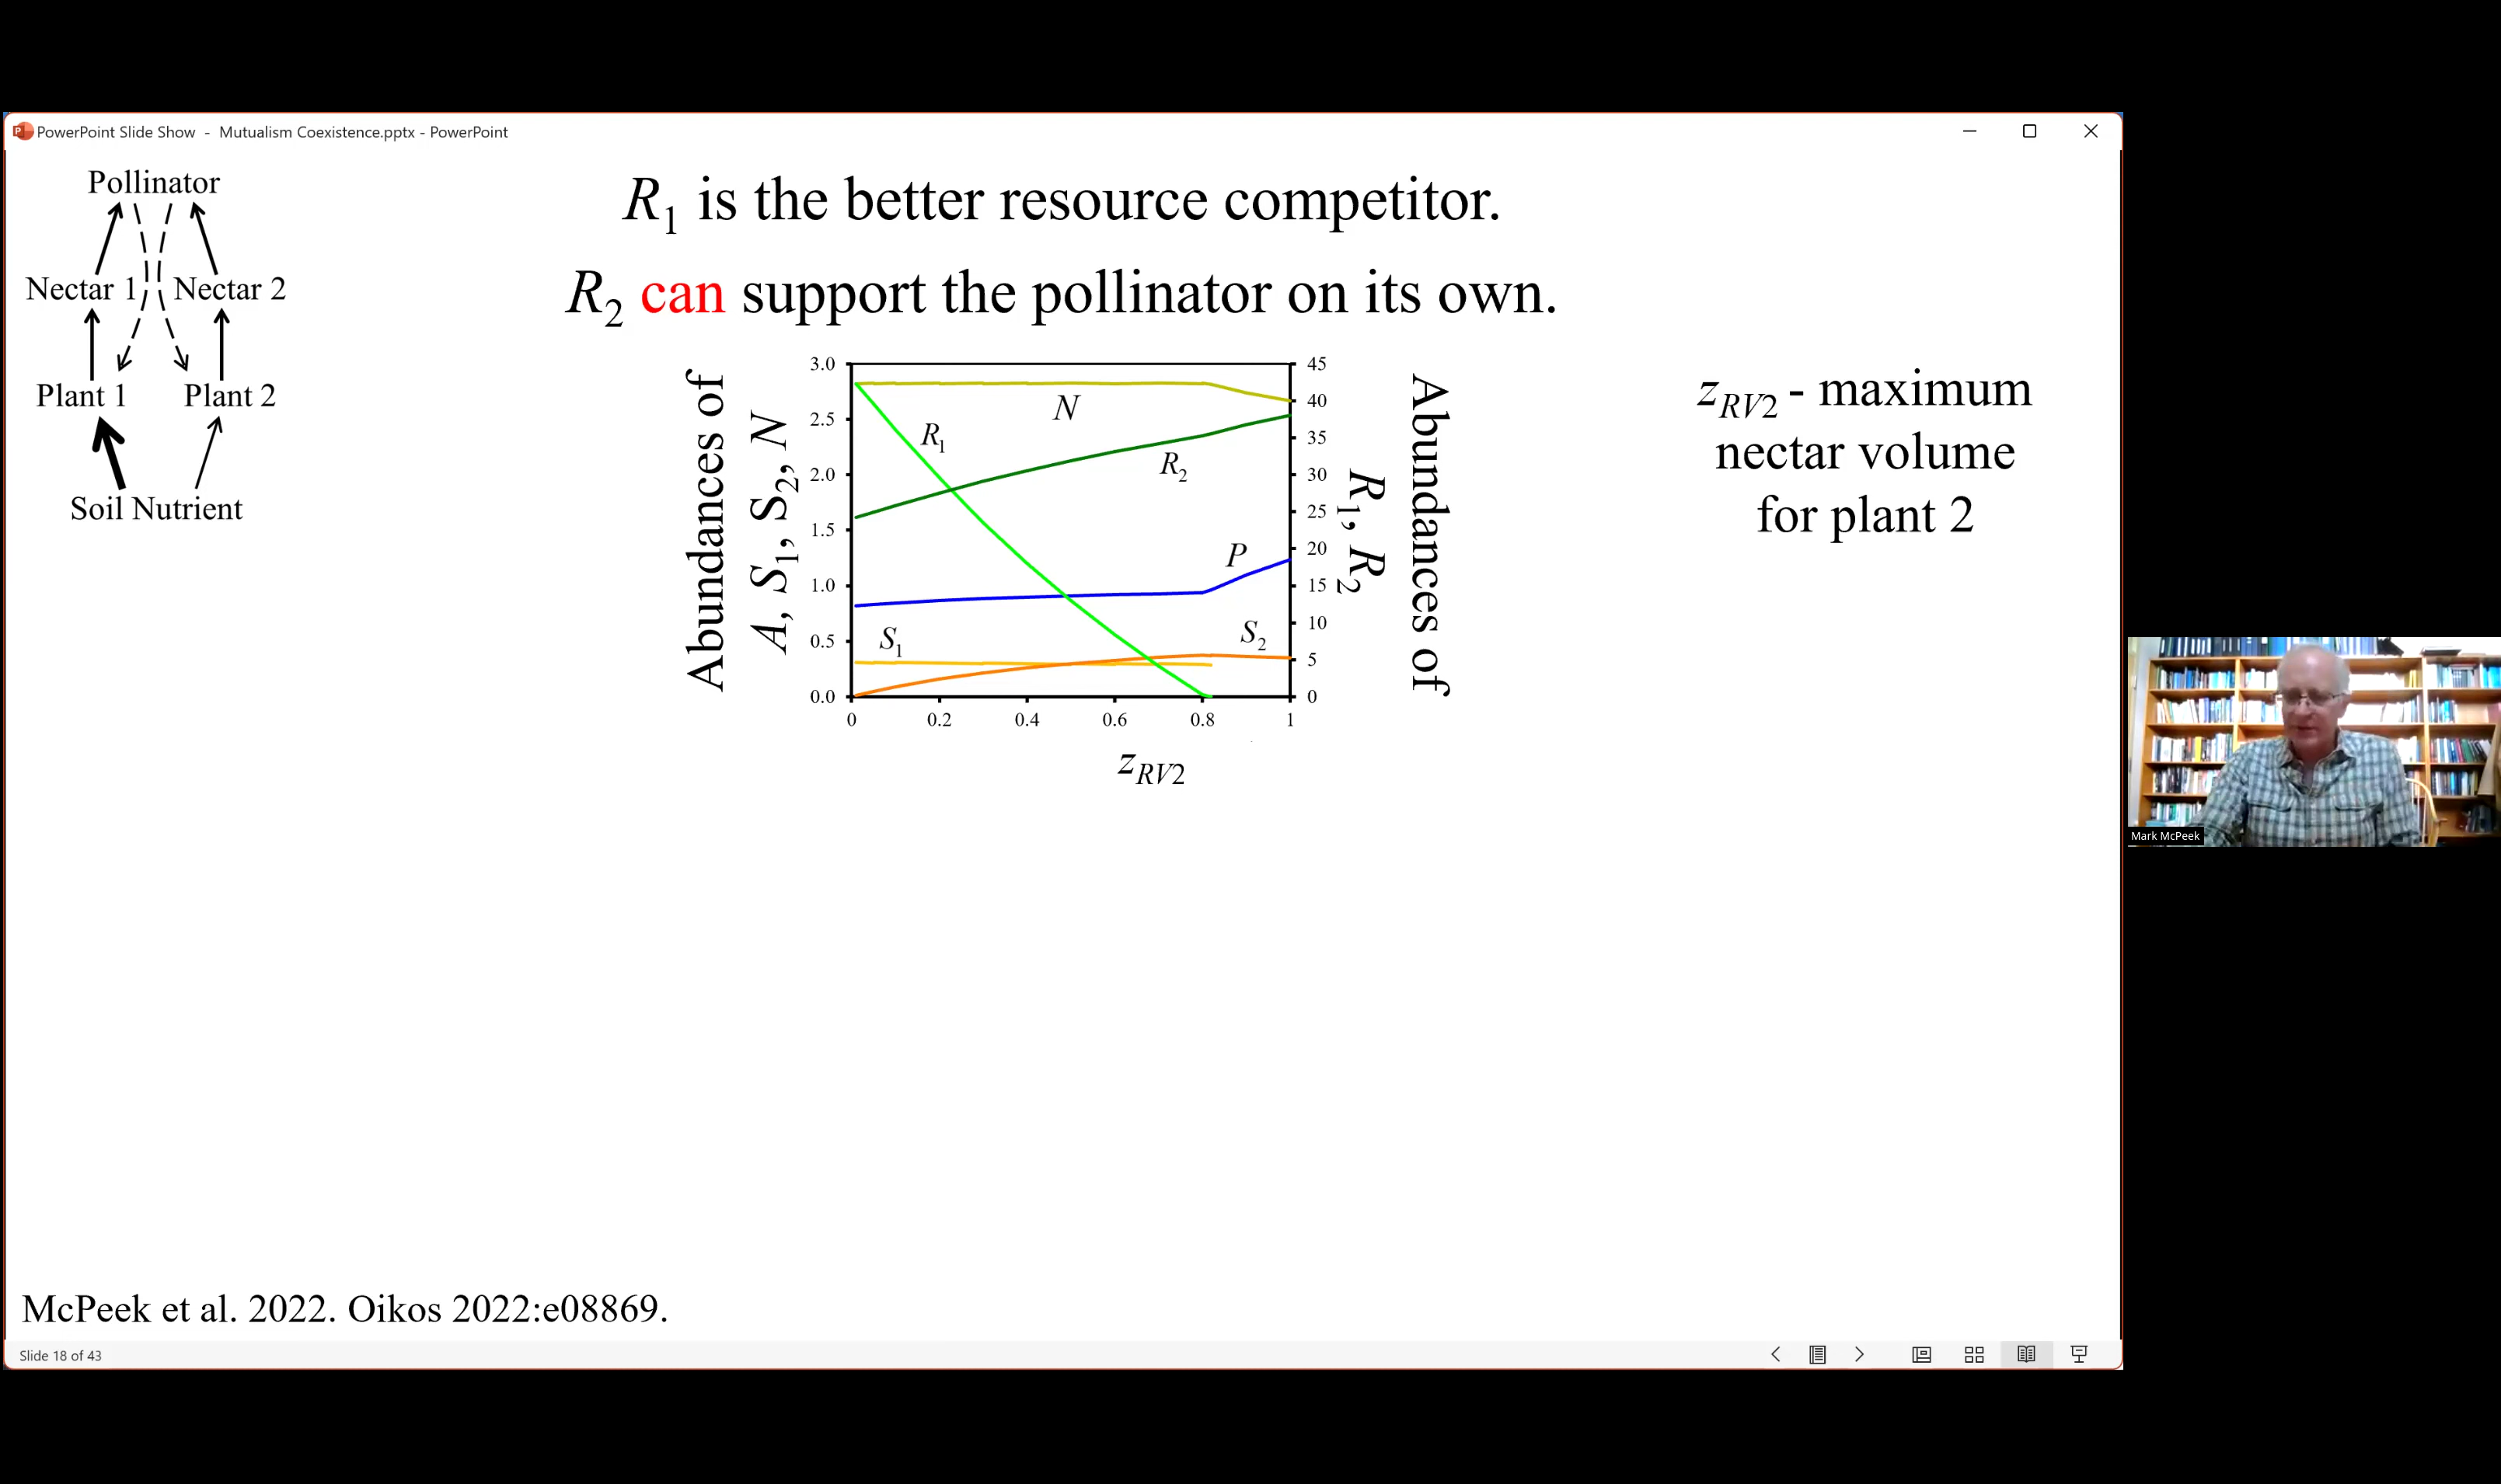 PowerPoint Slide Show - Mutualism Coexistence.pptx - PowerPoint
Pollinator
Nectar 1
Nectar 2
Plant 1
Plant 2
Soil Nutrient
R1 is the better resource competitor.
R2 can support the pollinator on its own.
Abundances of
A, S1, S2, N
3.0
2.5
2.0
1.5
1.0
0.5
0.0
N
R1
R2
P
S1
S2
45
40
35
30
25
20
15
10
5
0
0 0.2 0.4 0.6 0.8 1
zRV2
Abundances of
R1, R2
zRV2 - maximum
nectar volume
for plant 2
Mark McPeek
McPeek et al. 2022. Oikos 2022:e08869.
Slide 18 of 43